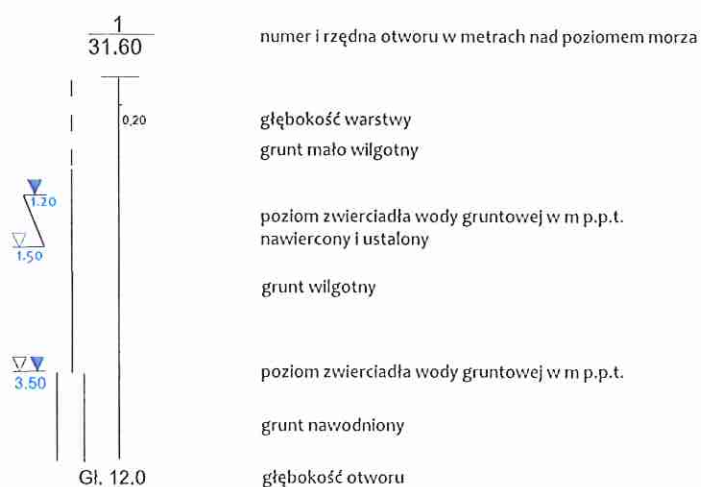 1
31.60
numer i rzędna otworu w metrach nad poziomem morza
0,20
głębokość warstwy
grunt mało wilgotny
1.20
poziom zwierciadła wody gruntowej w m p.p.t.
nawiercony i ustalony
1.50
grunt wilgotny
3.50
poziom zwierciadła wody gruntowej w m p.p.t.
grunt nawodniony
Gł. 12.0
głębokość otworu